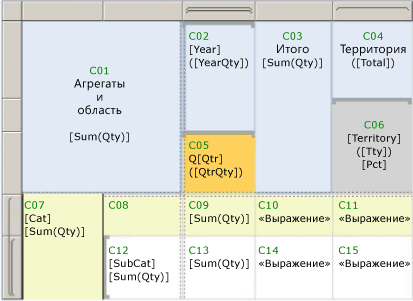 C01
Агрегаты
и
область
[Sum(Qty)]
C02
[Year]
([YearQty])
C03
Итого
[Sum(Qty)]
C04
Территория
([Total])
C05
Q[Qtr]
([QtrQty])
C06
[Territory]
([Tty])
[Pct]
C07
[Cat]
[Sum(Qty)]
C08
C09
[Sum(Qty)]
C10
«Выражение»
C11
«Выражение»
C12
[SubCat]
[Sum(Qty)]
C13
[Sum(Qty)]
C14
«Выражение»
C15
«Выражение»